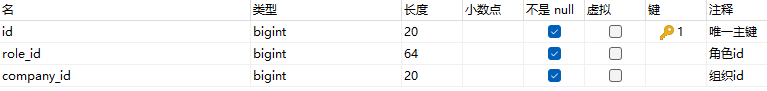 名 类型 长度 小数点 不是 null 虚拟 键 注释
id bigint 20 1 唯一主键
role_id bigint 64 角色id
company_id bigint 20 组织id